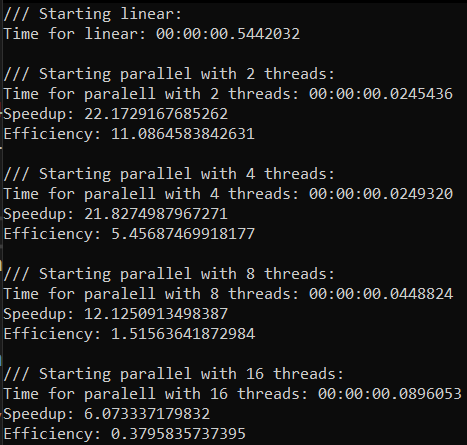 /// Starting linear:
Time for linear: 00:00:00.5442032
/// Starting parallel with 2 threads:
Time for paralell with 2 threads: 00:00:00.0245436
Speedup: 22.1729167685262
Efficiency: 11.0864583842631
/// Starting parallel with 4 threads:
Time for paralell with 4 threads: 00:00:00.0249320
Speedup: 21.8274987967271
Efficiency: 5.45687469918177
/// Starting parallel with 8 threads:
Time for paralell with 8 threads: 00:00:00.0448824
Speedup: 12.1250913498387
Efficiency: 1.51563641872984
/// Starting parallel with 16 threads:
Time for paralell with 16 threads: 00:00:00.0896053
Speedup: 6.073337179832
Efficiency: 0.3795835737395